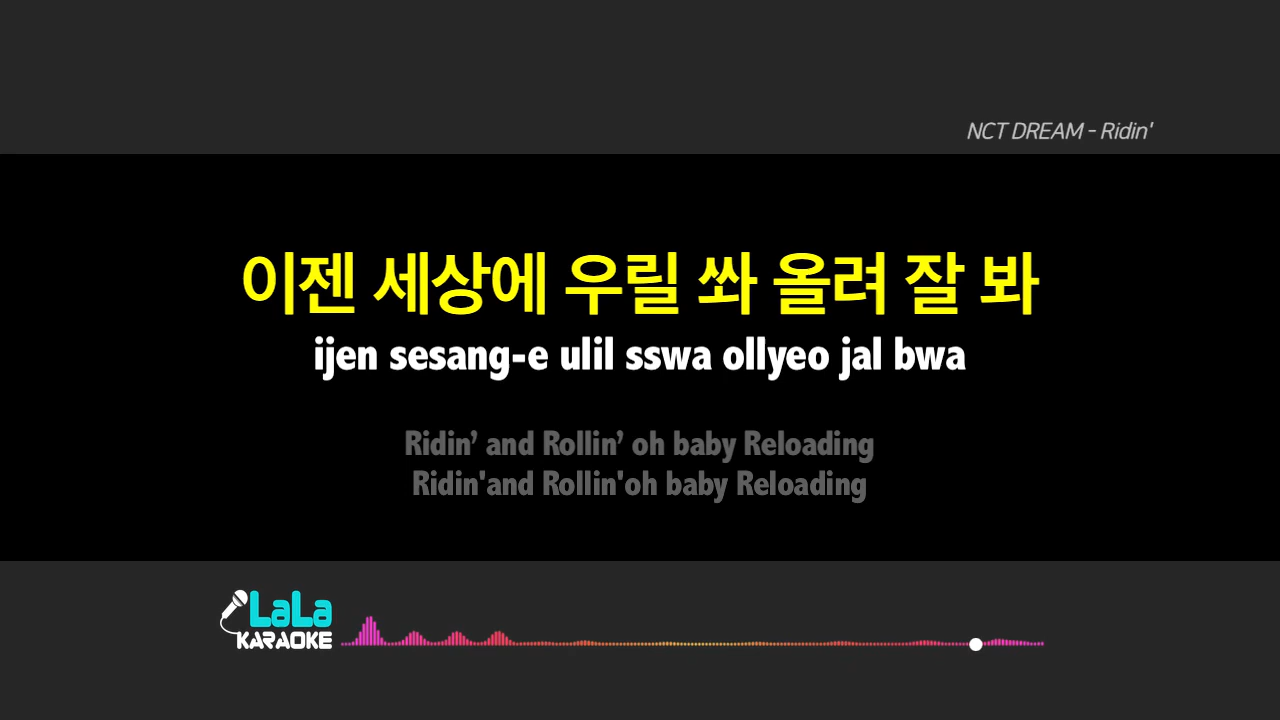 NCT DREAM - Ridin'
이젠 세상에 우릴 쏴 올려 잘 봐
ijen sesang-e ulil sswa ollyeo jal bwa
Ridin’ and Rollin’ oh baby Reloading
Ridin'and Rollin'oh baby Reloading
LaLa
KARAOKE